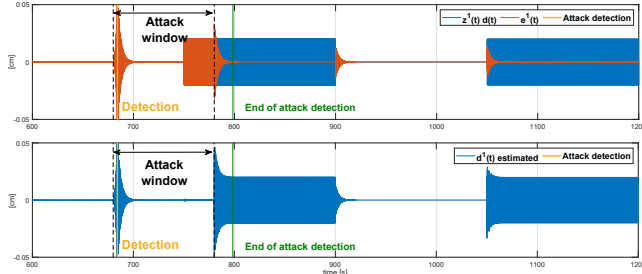 0.05
0
-0.05
[cm]
Attack
window
z¹(t) d(t) e¹(t) Attack detection
Detection
End of attack detection
600 700 800 900 1000 1100 1200
0.05
0
-0.05
[cm]
Attack
window
d¹(t) estimated Attack detection
Detection
End of attack detection
600 700 800 900 1000 1100 1200
time [s]